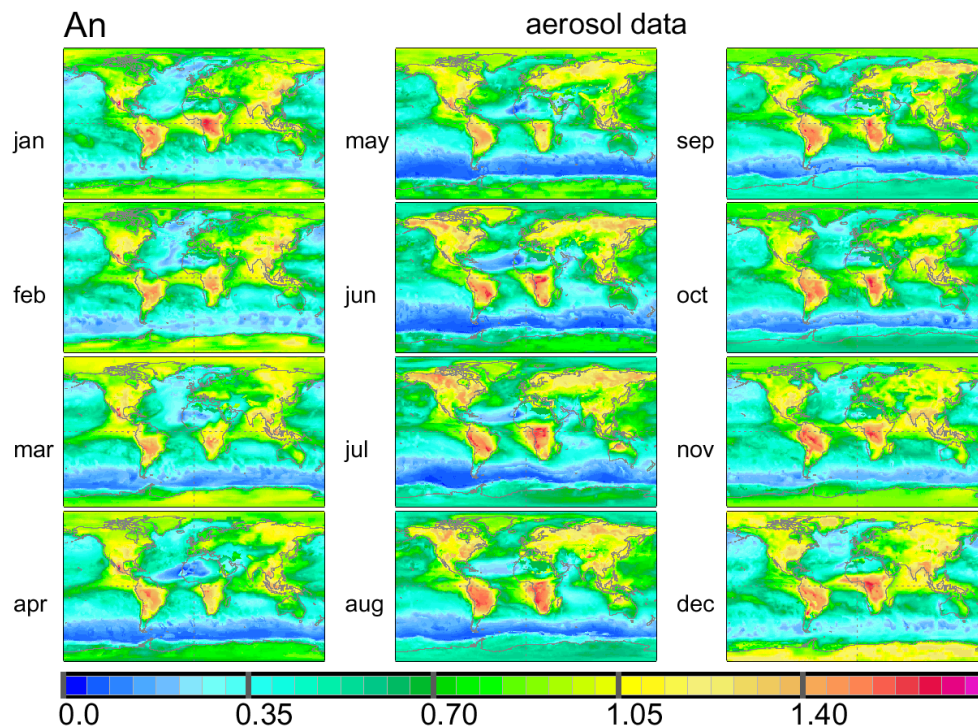 An
aerosol data
jan
may
sep
feb
jun
oct
mar
jul
nov
apr
aug
dec
0.0 0.35 0.70 1.05 1.40